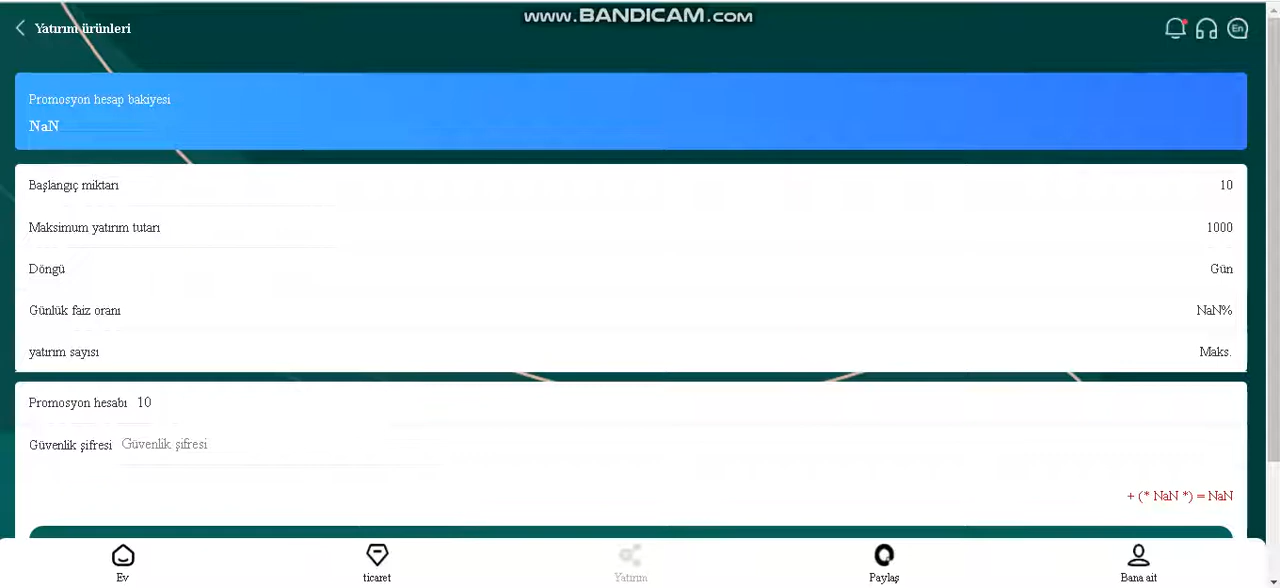 www.BANDICAM.com
Yatırım ürünleri
En
Promosyon hesap bakiyesi
NaN
Başlangıç miktarı 10
Maksimum yatırım tutarı 1000
Döngü Gün
Günlük faiz oranı NaN%
yatırım sayısı Maks.
Promosyon hesabı 10
Güvenlik şifresi Güvenlik şifresi
+ (* NaN *) = NaN
Ev ticaret Yatırım Paylaş Bana ait